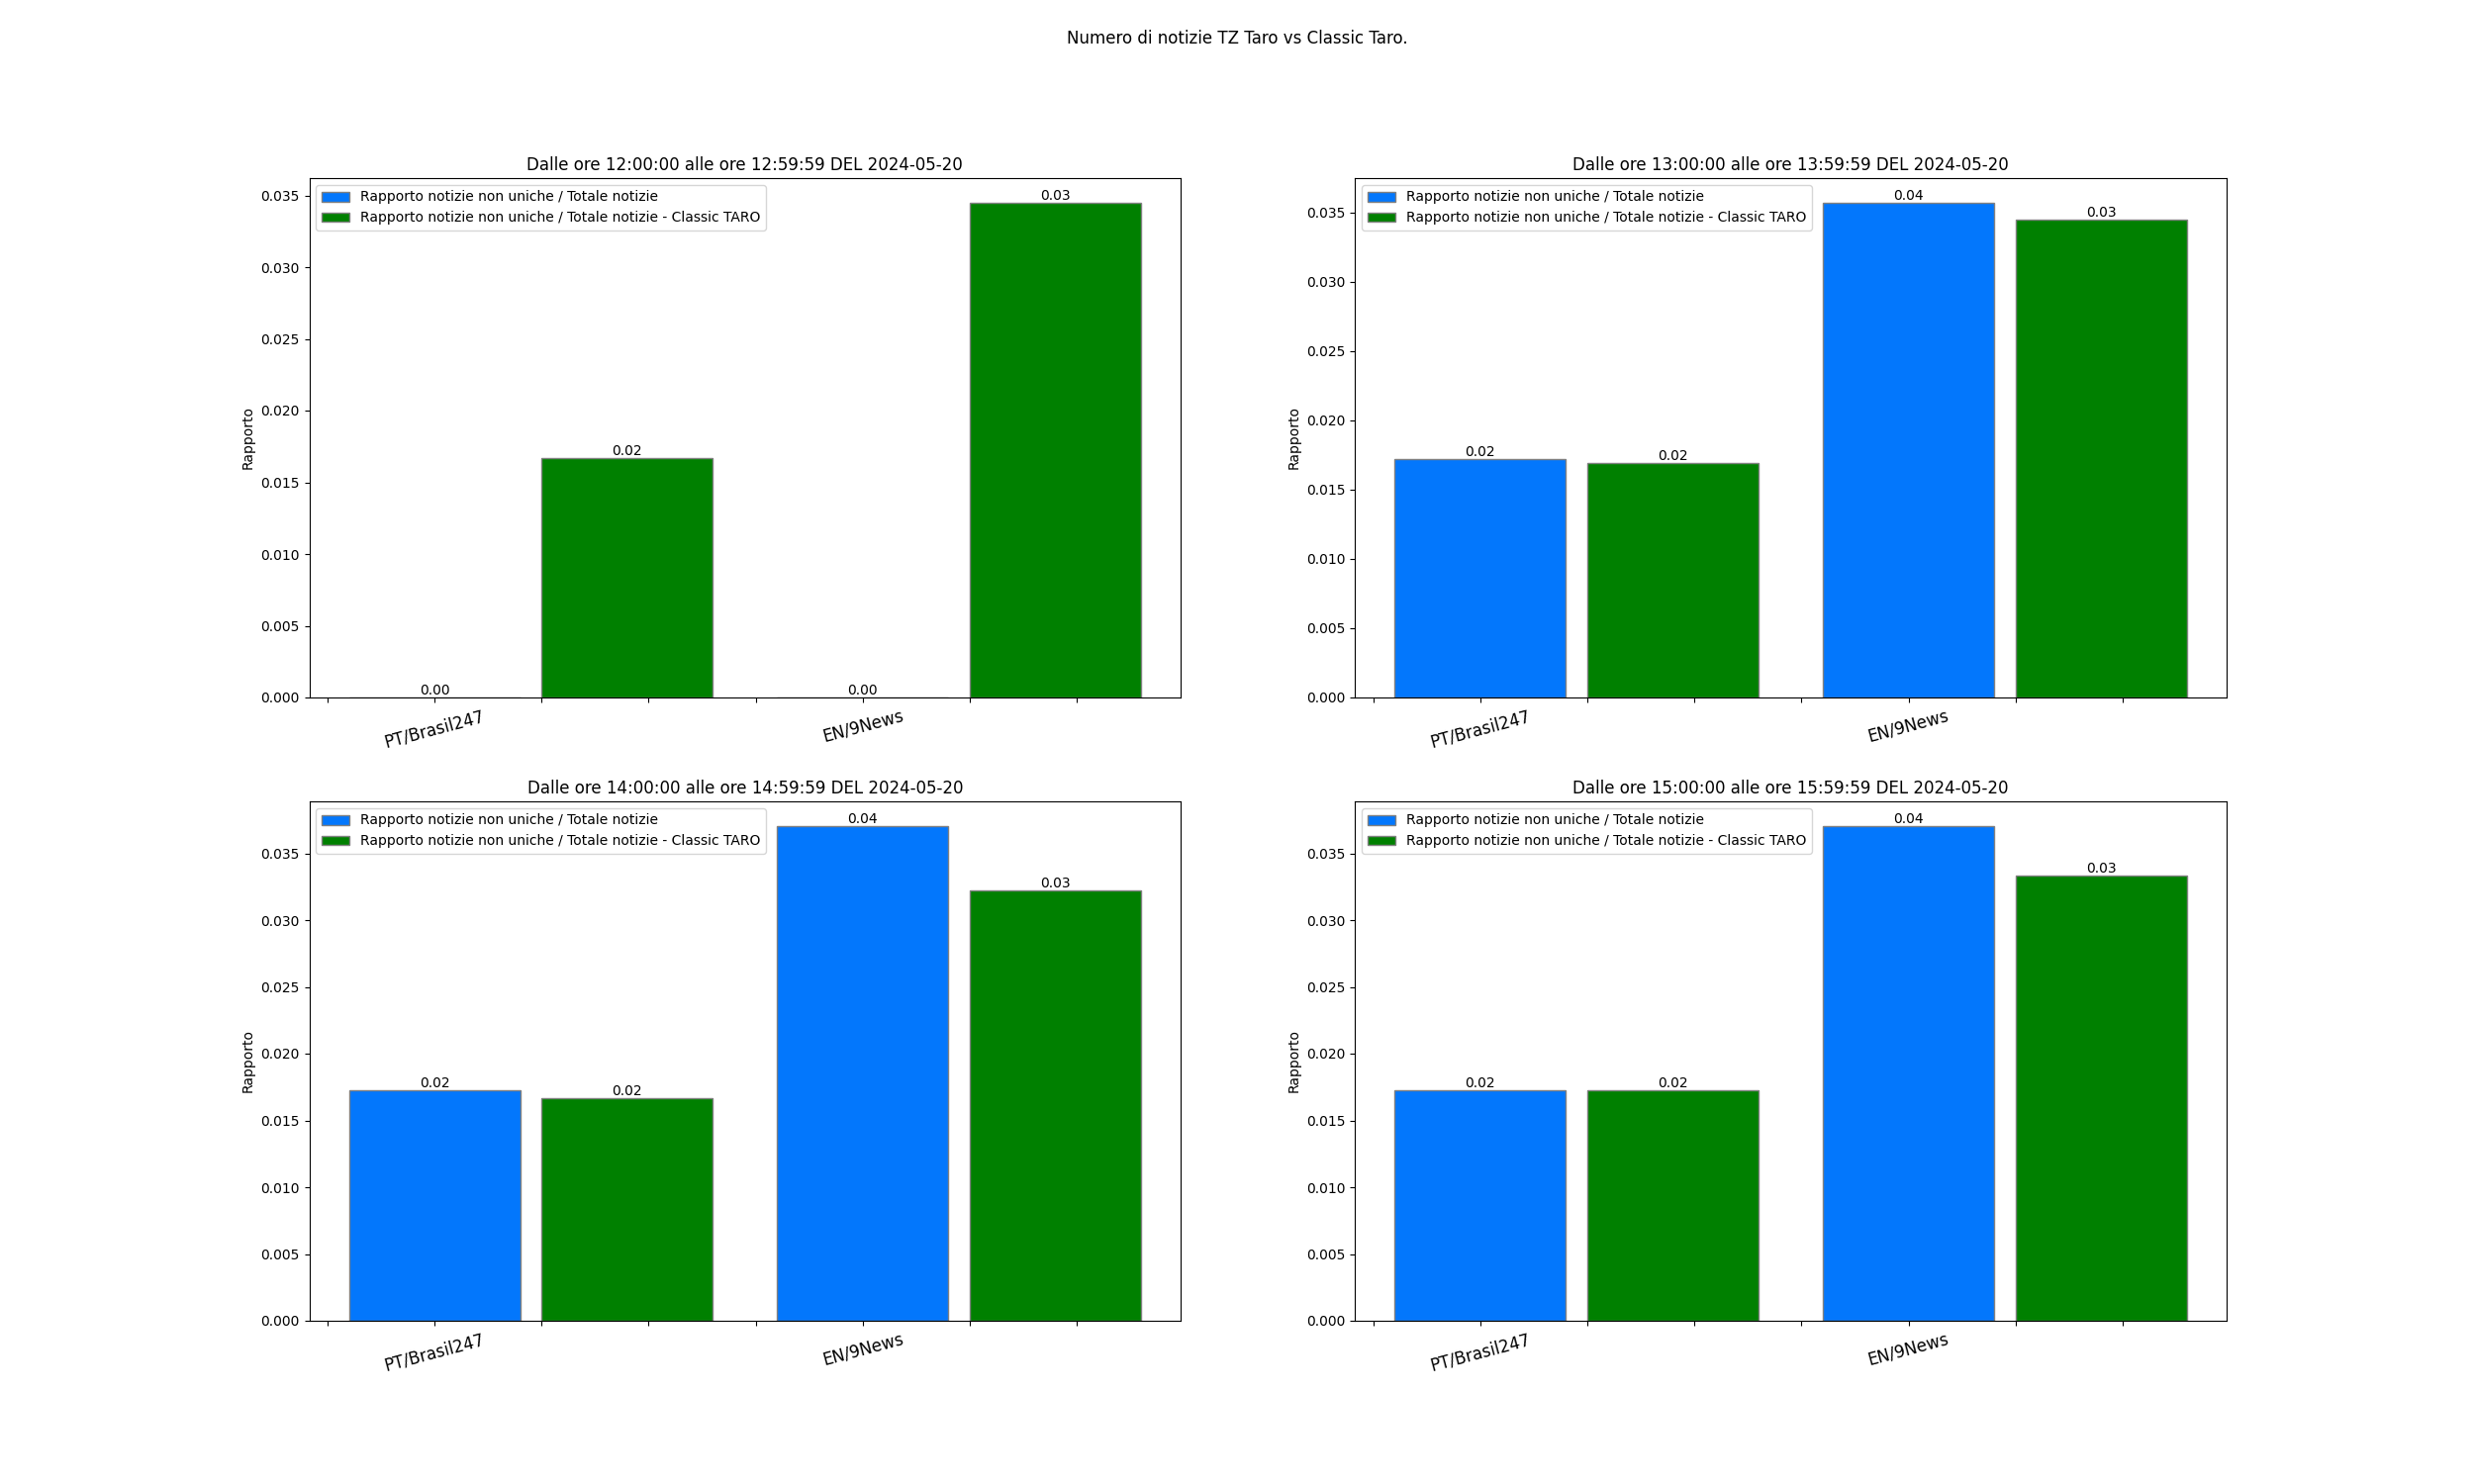 Numero di notizie TZ Taro vs Classic Taro.
Dalle ore 12:00:00 alle ore 12:59:59 DEL 2024-05-20
Rapporto notizie non uniche / Totale notizie
Rapporto notizie non uniche / Totale notizie - Classic TARO
Rapporto
0.035
0.030
0.025
0.020
0.015
0.010
0.005
0.000
0.00
0.02
0.00
0.03
PT/Brasil247
EN/9News
Dalle ore 13:00:00 alle ore 13:59:59 DEL 2024-05-20
Rapporto notizie non uniche / Totale notizie
Rapporto notizie non uniche / Totale notizie - Classic TARO
Rapporto
0.035
0.030
0.025
0.020
0.015
0.010
0.005
0.000
0.02
0.02
0.04
0.03
PT/Brasil247
EN/9News
Dalle ore 14:00:00 alle ore 14:59:59 DEL 2024-05-20
Rapporto notizie non uniche / Totale notizie
Rapporto notizie non uniche / Totale notizie - Classic TARO
Rapporto
0.035
0.030
0.025
0.020
0.015
0.010
0.005
0.000
0.02
0.02
0.04
0.03
PT/Brasil247
EN/9News
Dalle ore 15:00:00 alle ore 15:59:59 DEL 2024-05-20
Rapporto notizie non uniche / Totale notizie
Rapporto notizie non uniche / Totale notizie - Classic TARO
Rapporto
0.035
0.030
0.025
0.020
0.015
0.010
0.005
0.000
0.02
0.02
0.04
0.03
PT/Brasil247
EN/9News